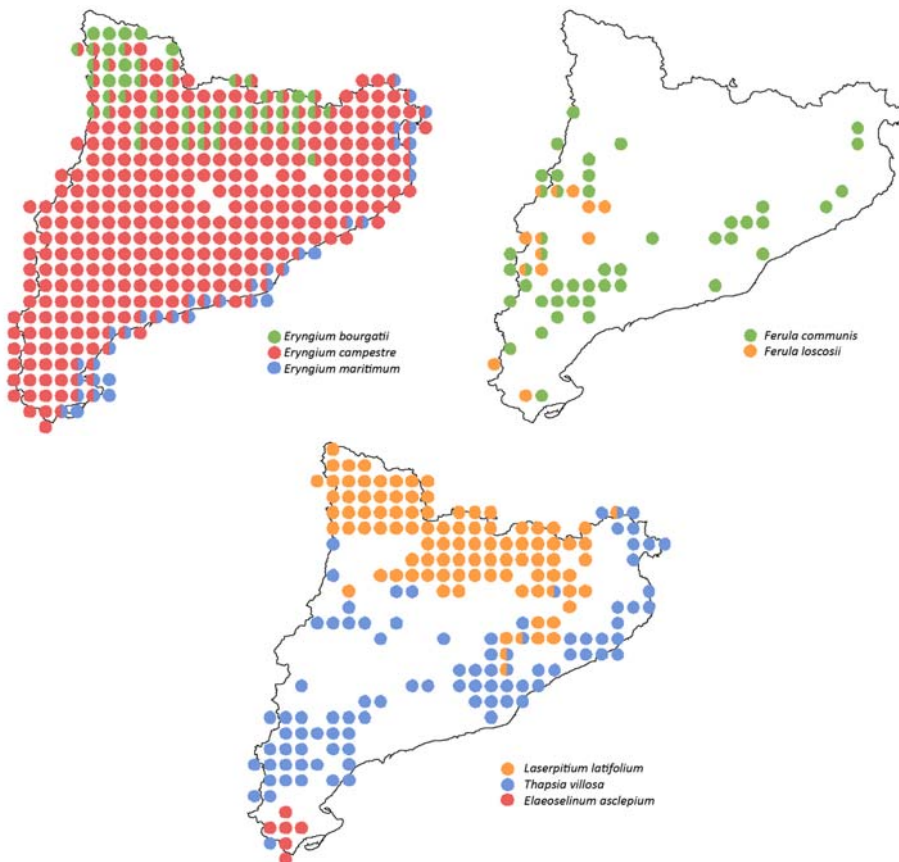 Eryngium bourgatii
Eryngium campestre
Eryngium maritimum
Ferula communis
Ferula loscosii
Laserpitium latifolium
Thapsia villosa
Elaeoselinum asclepium